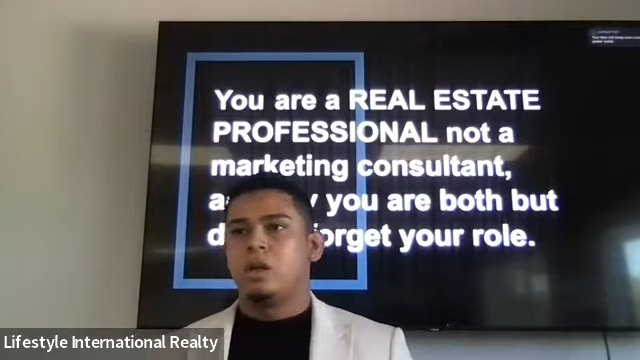 You are a REAL ESTATE
PROFESSIONAL not a
marketing consultant,
you are both but
forget your role.
Lifestyle International Realty